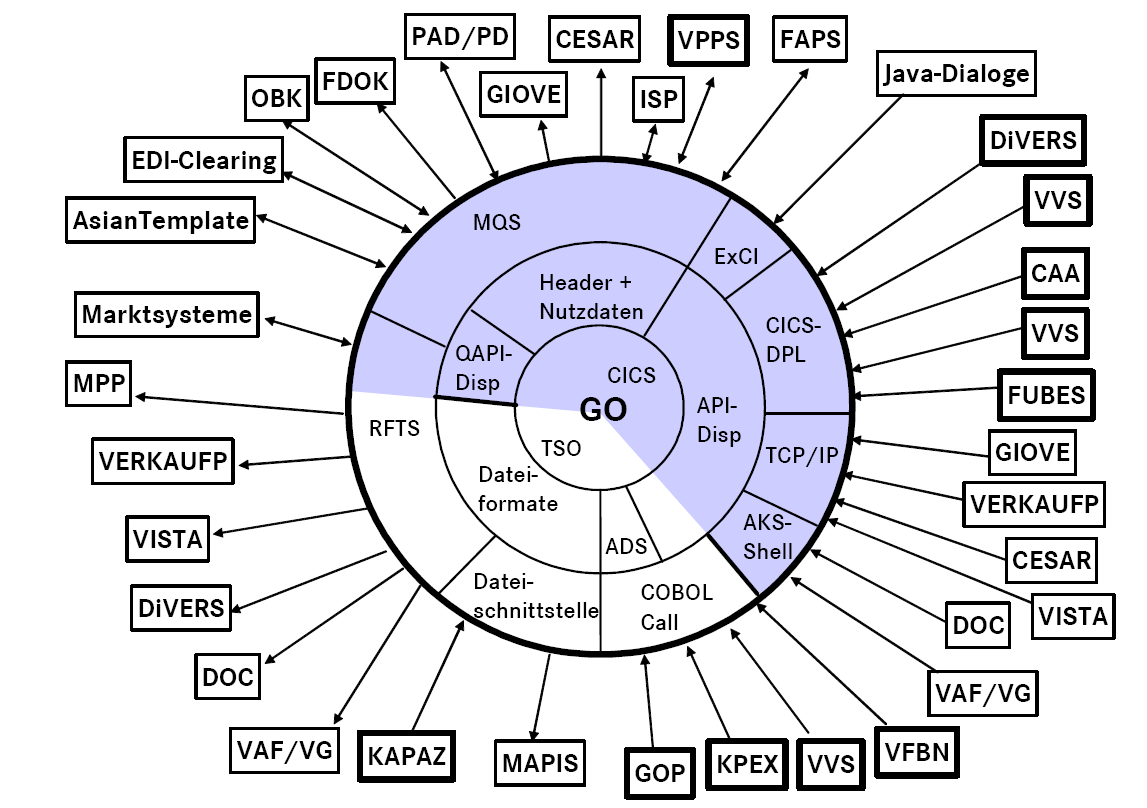 PAD/PD
CESAR
VPPS
FAPS
Java-Dialoge
FDOK
OBK
GIOVE
ISP
EDI-Clearing
DiVERS
AsianTemplate
VVS
MQS
ExCI
CAA
Header +
Nutzdaten
Marktsysteme
CICS-
DPL
VVS
QAPI-
Disp
CICS
MPP
GO
API-
Disp
FUBES
RFTS
TSO
TCP/IP
GIOVE
VERKAUFP
Datei-
formate
VERKAUFP
VISTA
AKS-
Shell
ADS
CESAR
DiVERS
Datei-
schnittstelle
COBOL
Call
VISTA
DOC
DOC
VAF/VG
VAF/VG
KAPAZ
MAPIS
GOP
KPEX
VVS
VFBN